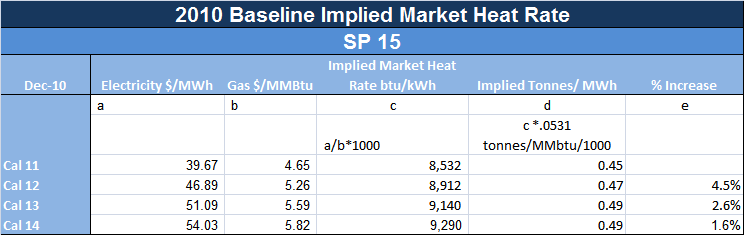 2010 Baseline Implied Market Heat Rate
SP 15
Dec-10 Electricity $/MWh Gas $/MMBtu Implied Market Heat Rate btu/kWh Implied Tonnes/ MWh % Increase
a b c d e
a/b*1000 c *.0531 tonnes/MMbtu/1000
Cal 11 39.67 4.65 8,532 0.45
Cal 12 46.89 5.26 8,912 0.47 4.5%
Cal 13 51.09 5.59 9,140 0.49 2.6%
Cal 14 54.03 5.82 9,290 0.49 1.6%